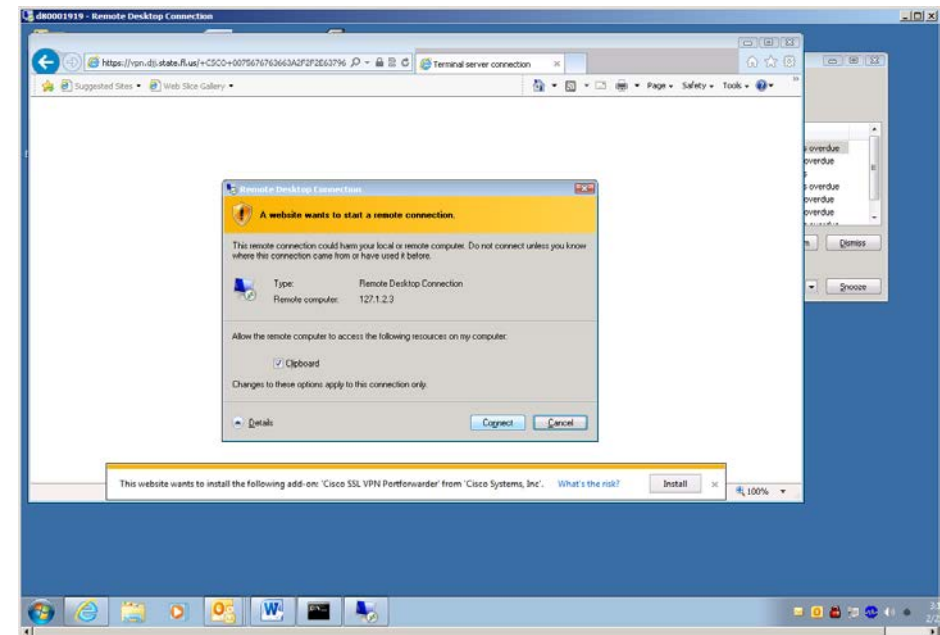 d80001919 - Remote Desktop Connection
https://vpn.djj.state.fl.us/+CSCO+0075676763663A2F2F2E63796
Terminal server connection
Suggested Sites
Web Slice Gallery
Page
Safety
Tools
overdue
overdue
s
s overdue
overdue
overdue
Dismiss
Snooze
Remote Desktop Connection
A website wants to start a remote connection.
This remote connection could harm your local or remote computer. Do not connect unless you know
where this connection came from or have used it before.
Type: Remote Desktop Connection
Remote computer: 127.1.2.3
Allow the remote computer to access the following resources on my computer:
Clipboard
Changes to these options apply to this connection only.
Details
Connect
Cancel
This website wants to install the following add-on: 'Cisco SSL VPN Portforwarder' from 'Cisco Systems, Inc'. What's the risk? Install
100%